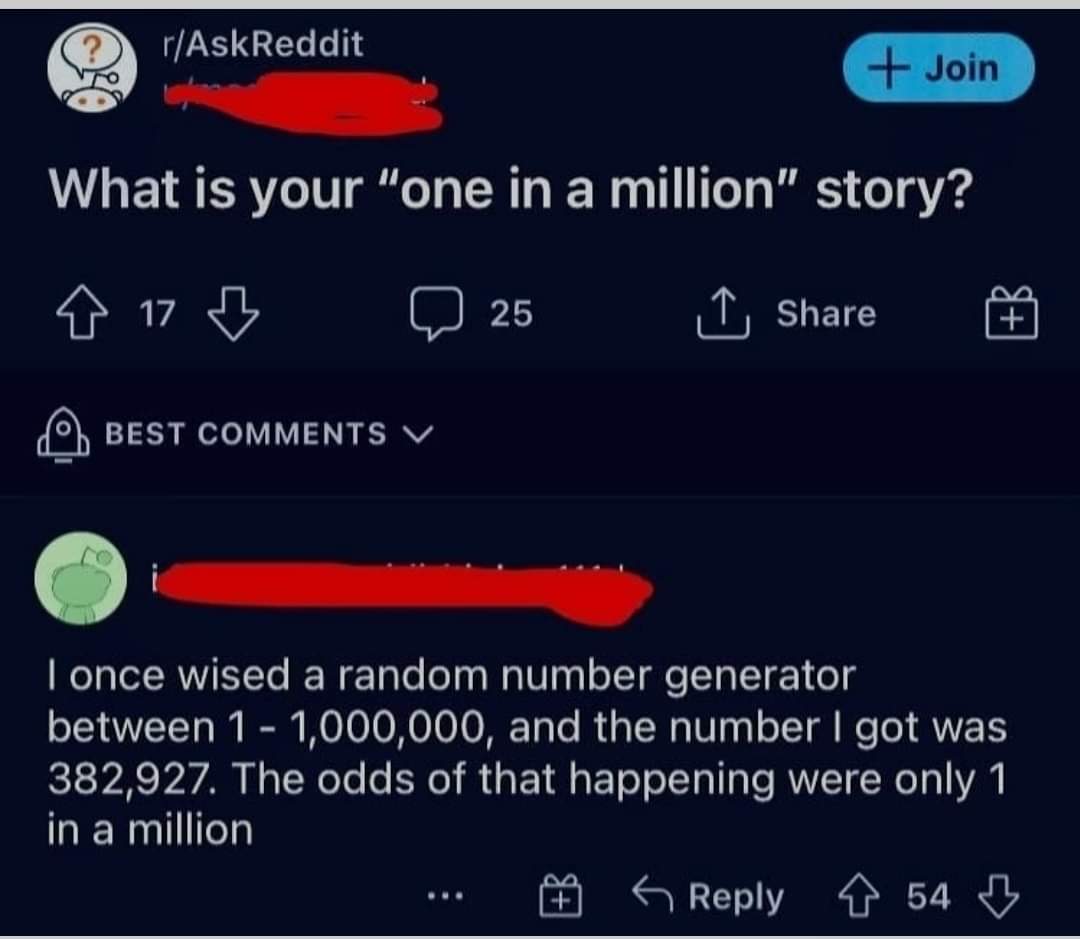 r/AskReddit
+ Join
What is your “one in a million” story?
17
25
Share
BEST COMMENTS
I once wised a random number generator
between 1 - 1,000,000, and the number I got was
382,927. The odds of that happening were only 1
in a million
... Reply 54